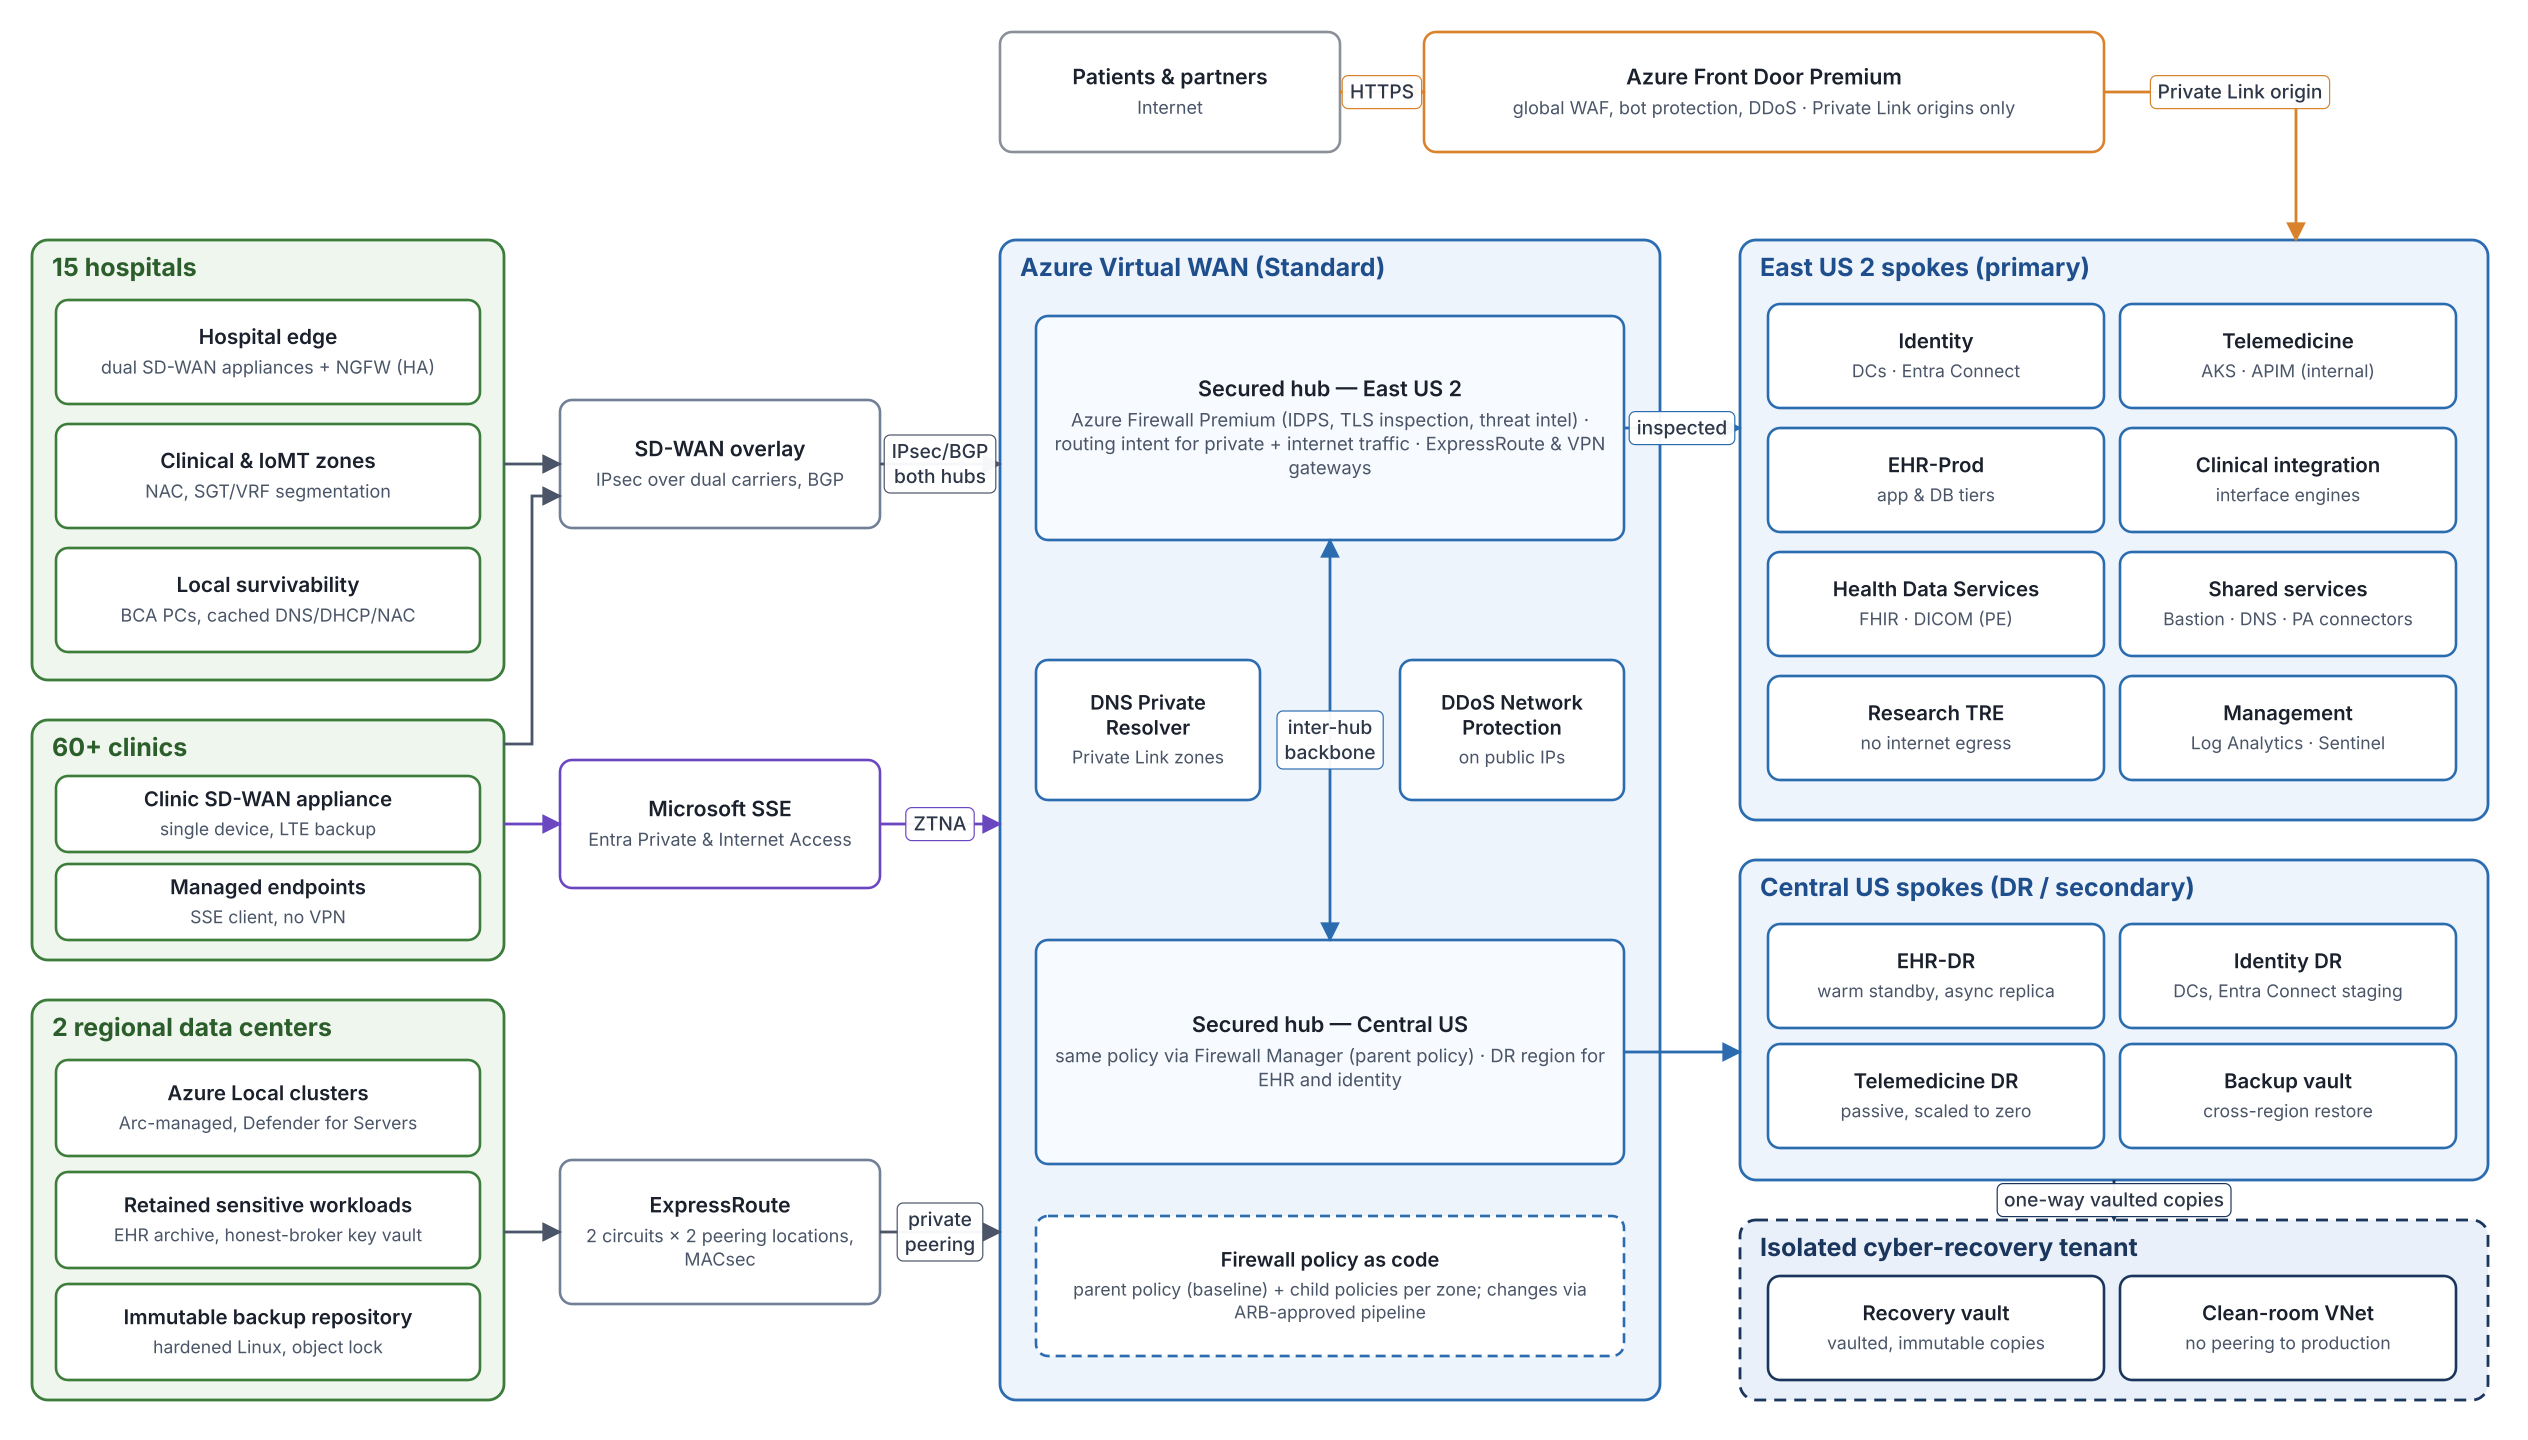 Patients & partners
Internet
HTTPS
Azure Front Door Premium
global WAF, bot protection, DDoS · Private Link origins only
Private Link origin
15 hospitals
Hospital edge
dual SD-WAN appliances + NGFW (HA)
Clinical & IoMT zones
NAC, SGT/VRF segmentation
Local survivability
BCA PCs, cached DNS/DHCP/NAC
60+ clinics
Clinic SD-WAN appliance
single device, LTE backup
Managed endpoints
SSE client, no VPN
2 regional data centers
Azure Local clusters
Arc-managed, Defender for Servers
Retained sensitive workloads
EHR archive, honest-broker key vault
Immutable backup repository
hardened Linux, object lock
SD-WAN overlay
IPsec over dual carriers, BGP
IPsec/BGP
both hubs
Microsoft SSE
Entra Private & Internet Access
ZTNA
ExpressRoute
2 circuits × 2 peering locations,
MACsec
private
peering
Azure Virtual WAN (Standard)
Secured hub — East US 2
Azure Firewall Premium (IDPS, TLS inspection, threat intel) ·
routing intent for private + internet traffic · ExpressRoute & VPN
gateways
DNS Private
Resolver
Private Link zones
inter-hub
backbone
DDoS Network
Protection
on public IPs
Secured hub — Central US
same policy via Firewall Manager (parent policy) · DR region for
EHR and identity
Firewall policy as code
parent policy (baseline) + child policies per zone; changes via
ARB-approved pipeline
inspected
East US 2 spokes (primary)
Identity
DCs · Entra Connect
Telemedicine
AKS · APIM (internal)
EHR-Prod
app & DB tiers
Clinical integration
interface engines
Health Data Services
FHIR · DICOM (PE)
Shared services
Bastion · DNS · PA connectors
Research TRE
no internet egress
Management
Log Analytics · Sentinel
Central US spokes (DR / secondary)
EHR-DR
warm standby, async replica
Identity DR
DCs, Entra Connect staging
Telemedicine DR
passive, scaled to zero
Backup vault
cross-region restore
one-way vaulted copies
Isolated cyber-recovery tenant
Recovery vault
vaulted, immutable copies
Clean-room VNet
no peering to production